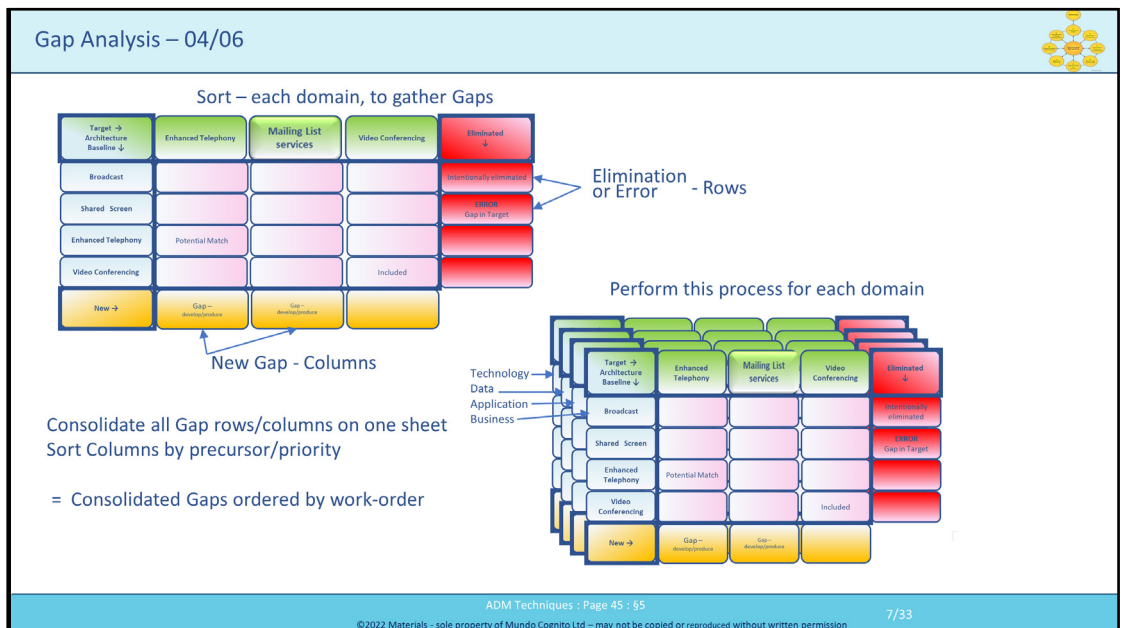 Gap Analysis – 04/06
Sort – each domain, to gather Gaps
Target →
Architecture
Baseline ↓
Enhanced Telephony
Mailing List
services
Video Conferencing
Eliminated
↓
Broadcast
Intentionally eliminated
Shared Screen
ERROR
Gap in Target
Enhanced Telephony
Potential Match
Video Conferencing
Included
New →
Gap –
develop/produce
Gap –
develop/produce
Elimination
or Error
- Rows
New Gap - Columns
Perform this process for each domain
Technology
Data
Application
Business
Target →
Architecture
Baseline ↓
Enhanced
Telephony
Mailing List
services
Video
Conferencing
Eliminated
↓
Broadcast
Intentionally
eliminated
Shared Screen
ERROR
Gap in Target
Enhanced
Telephony
Potential Match
Video
Conferencing
Included
New →
Gap –
develop/produce
Gap –
develop/produce
Consolidate all Gap rows/columns on one sheet
Sort Columns by precursor/priority
= Consolidated Gaps ordered by work-order
ADM Techniques : Page 45 : §5
7/33
©2022 Materials - sole property of Mundo Cognito Ltd – may not be copied or reproduced without written permission